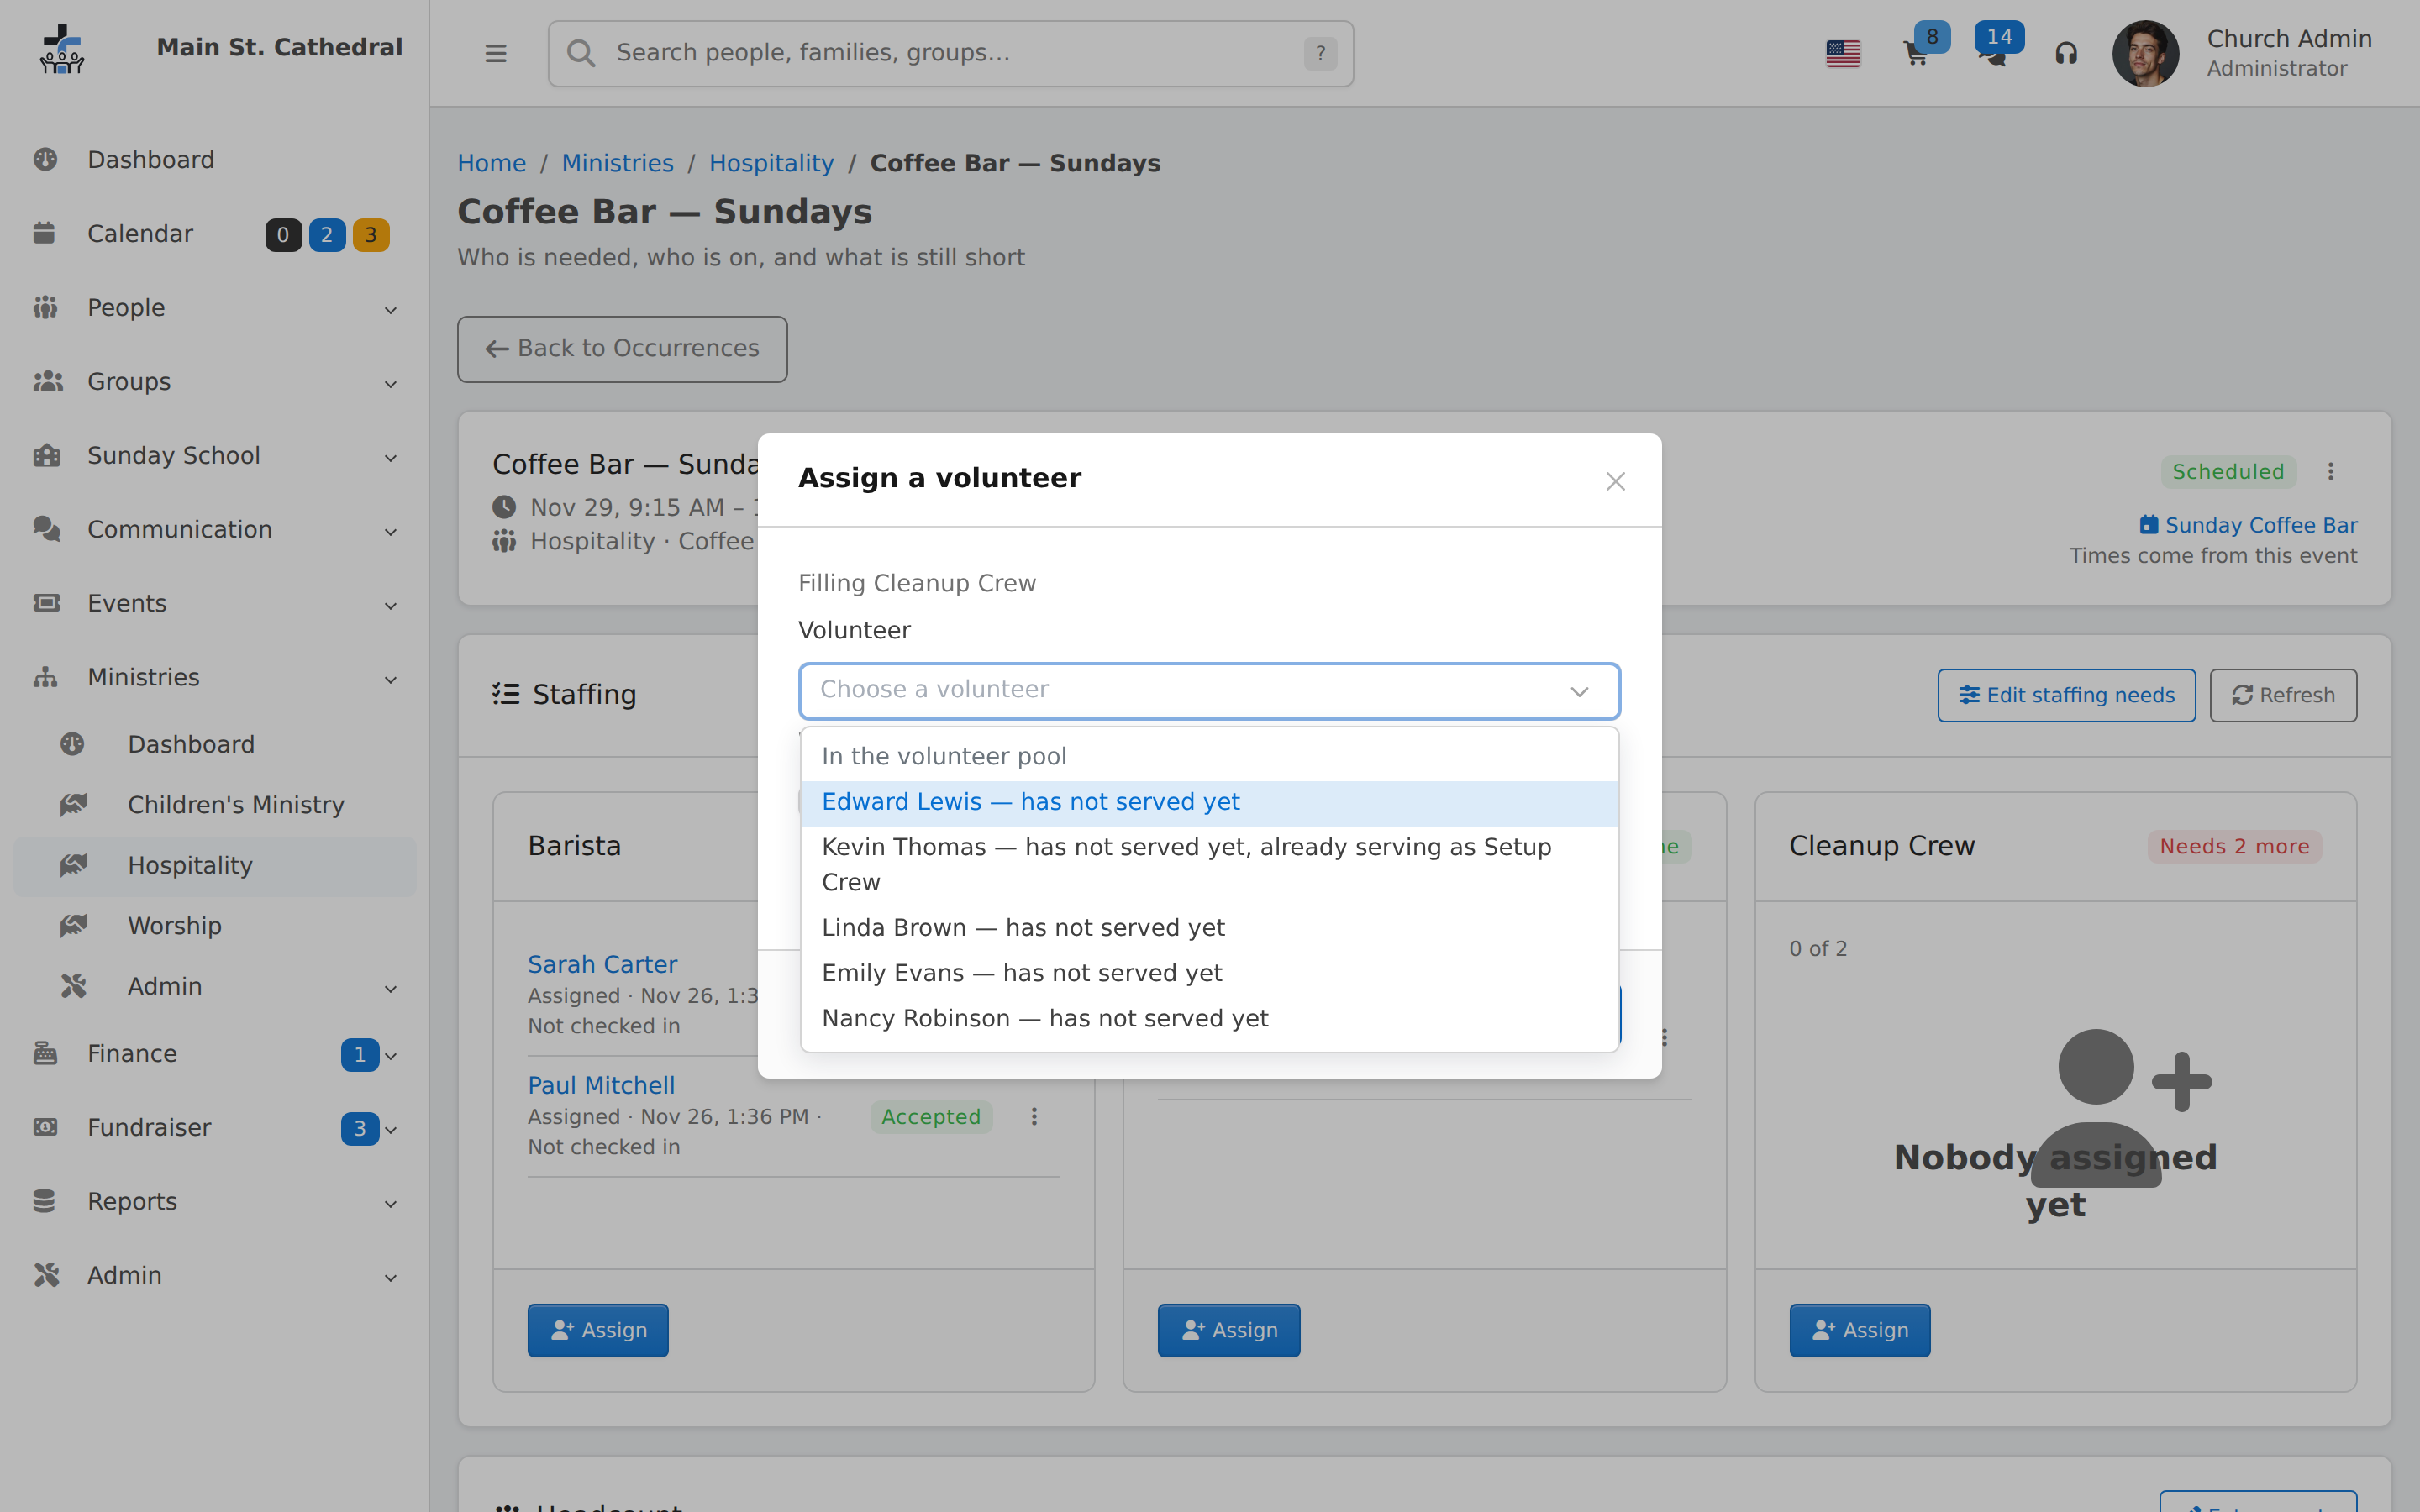 Main St. Cathedral
Search people, families, groups...
?
8
14
Church Admin
Administrator
Dashboard
Calendar
0
2
3
People
Groups
Sunday School
Communication
Events
Ministries
Dashboard
Children's Ministry
Hospitality
Worship
Admin
Finance
1
Fundraiser
3
Reports
Admin
Home / Ministries / Hospitality / Coffee Bar — Sundays
Coffee Bar — Sundays
Who is needed, who is on, and what is still short
Back to Occurrences
Coffee Bar — Sunda
Nov 29, 9:15 AM –
Hospitality · Coffee
Scheduled
Sunday Coffee Bar
Times come from this event
Staffing
Edit staffing needs
Refresh
Assign a volunteer
Filling Cleanup Crew
Volunteer
Choose a volunteer
In the volunteer pool
Edward Lewis — has not served yet
Kevin Thomas — has not served yet, already serving as Setup
Crew
Linda Brown — has not served yet
Emily Evans — has not served yet
Nancy Robinson — has not served yet
Barista
Sarah Carter
Assigned · Nov 26, 1:3
Not checked in
Paul Mitchell
Assigned · Nov 26, 1:36 PM ·
Not checked in
Accepted
Assign
Assign
Cleanup Crew
Needs 2 more
0 of 2
Nobody assigned
yet
Assign